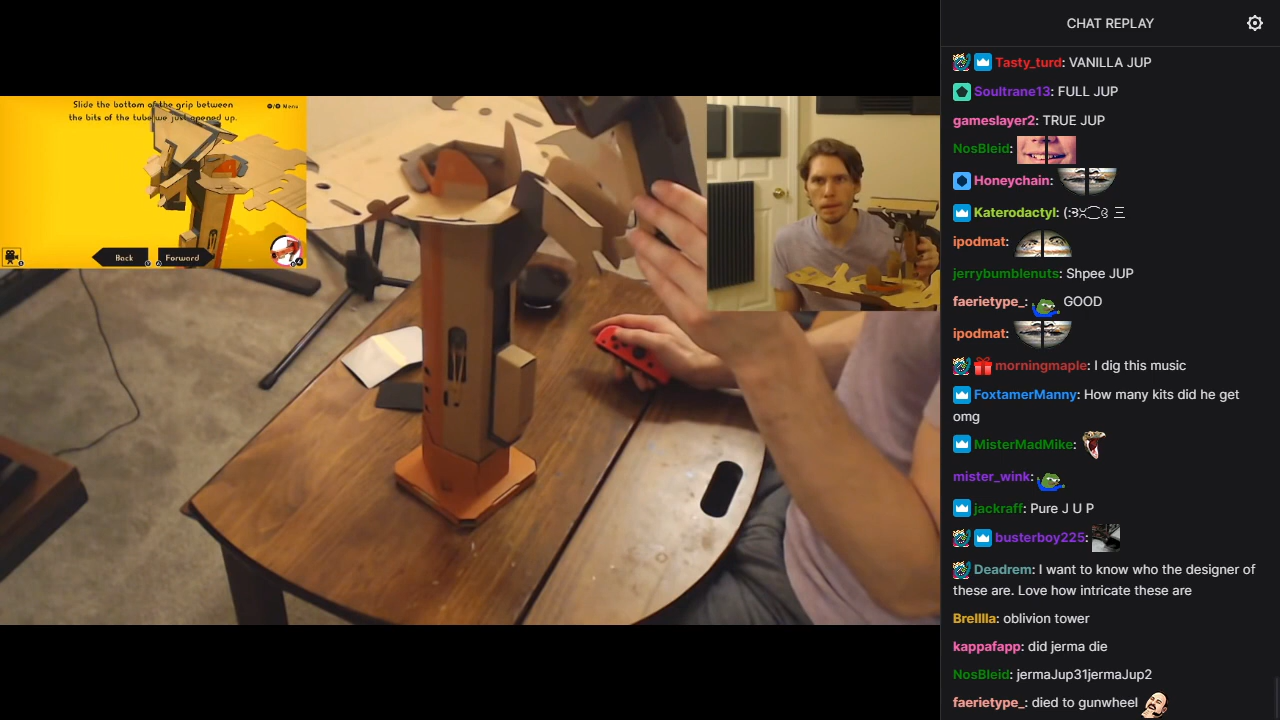 Slide the bottom of the grip between
the bits of the tube we just opened up.
Menu
Back
Forward
CHAT REPLAY
Tasty_turd: VANILLA JUP
Soultrane13: FULL JUP
gameslayer2: TRUE JUP
NosBleid:
Honeychain:
Katerodactyl:
ipodmat:
jerrybumblenuts: Shpee JUP
faerietype_: GOOD
ipodmat:
morningmaple: I dig this music
FoxtamerManny: How many kits did he get
omg
MisterMadMike:
mister_wink:
jackraff: Pure J U P
busterboy225:
Deadrem: I want to know who the designer of
these are. Love how intricate these are
Brelllla: oblivion tower
kappafapp: did jerma die
NosBleid: jermaJup31jermaJup2
faerietype_: died to gunwheel